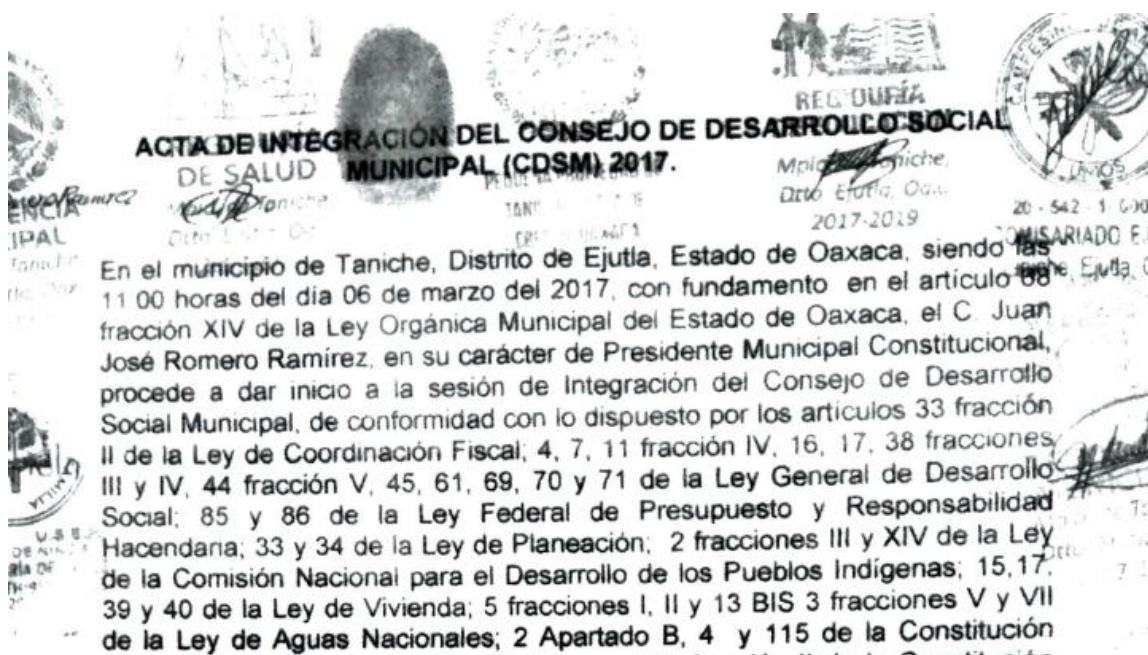 REGIDURÍA
ACTA DE INTEGRACIÓN DEL CONSEJO DE DESARROLLO SOCIAL
MUNICIPAL (CDSM) 2017.
DE SALUD
2017-2019
En el municipio de Taniche, Distrito de Ejutla, Estado de Oaxaca, siendo las
11 00 horas del día 06 de marzo del 2017, con fundamento en el artículo 68
fracción XIV de la Ley Orgánica Municipal del Estado de Oaxaca, el C. Juan
José Romero Ramírez, en su carácter de Presidente Municipal Constitucional,
procede a dar inicio a la sesión de Integración del Consejo de Desarrollo
Social Municipal, de conformidad con lo dispuesto por los artículos 33 fracción
II de la Ley de Coordinación Fiscal; 4, 7, 11 fracción IV, 16, 17, 38 fracciones
III y IV, 44 fracción V, 45, 61, 69, 70 y 71 de la Ley General de Desarrollo
Social; 85 y 86 de la Ley Federal de Presupuesto y Responsabilidad
Hacendaria; 33 y 34 de la Ley de Planeación; 2 fracciones III y XIV de la Ley
de la Comisión Nacional para el Desarrollo de los Pueblos Indígenas; 15,17,
39 y 40 de la Ley de Vivienda; 5 fracciones I, II y 13 BIS 3 fracciones V y VII
de la Ley de Aguas Nacionales; 2 Apartado B, 4 y 115 de la Constitución